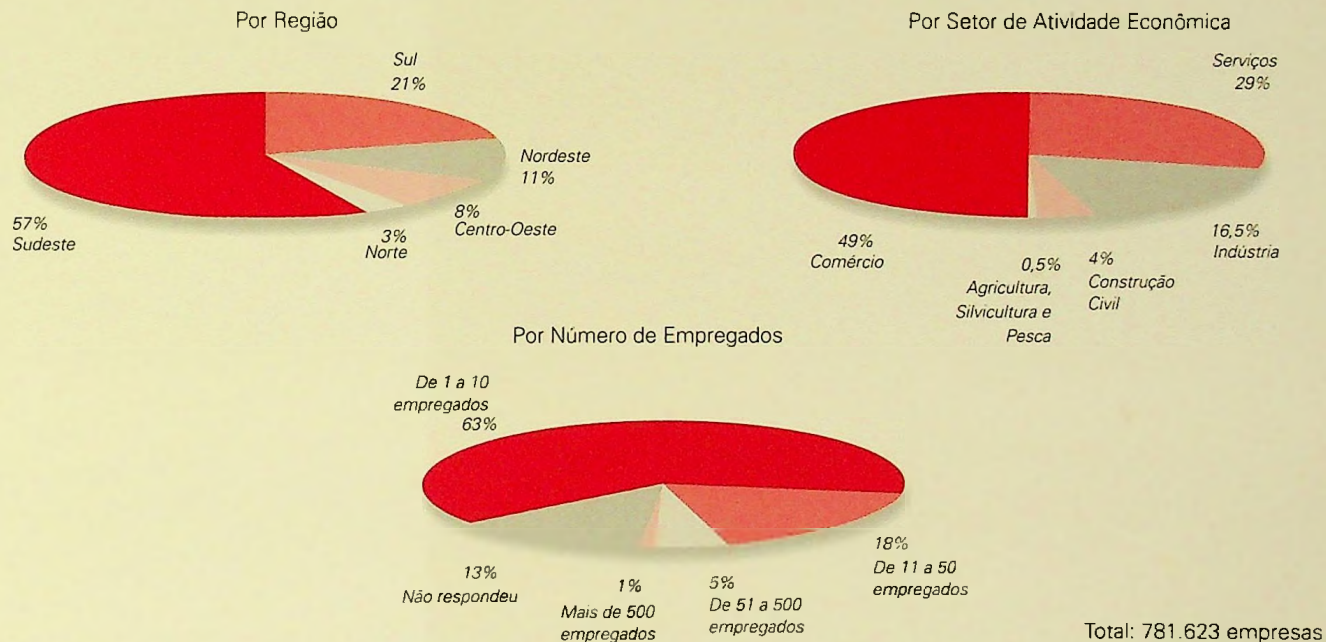 Por Região
Sul
21%
Nordeste
11%
8%
Centro-Oeste
3%
Norte
57%
Sudeste
Por Setor de Atividade Econômica
Serviços
29%
16,5%
Indústria
4%
Construção
Civil
0,5%
Agricultura,
Silvicultura e
Pesca
49%
Comércio
Por Número de Empregados
De 1 a 10
empregados
63%
18%
De 11 a 50
empregados
5%
De 51 a 500
empregados
1%
Mais de 500
empregados
13%
Não respondeu
Total: 781.623 empresas